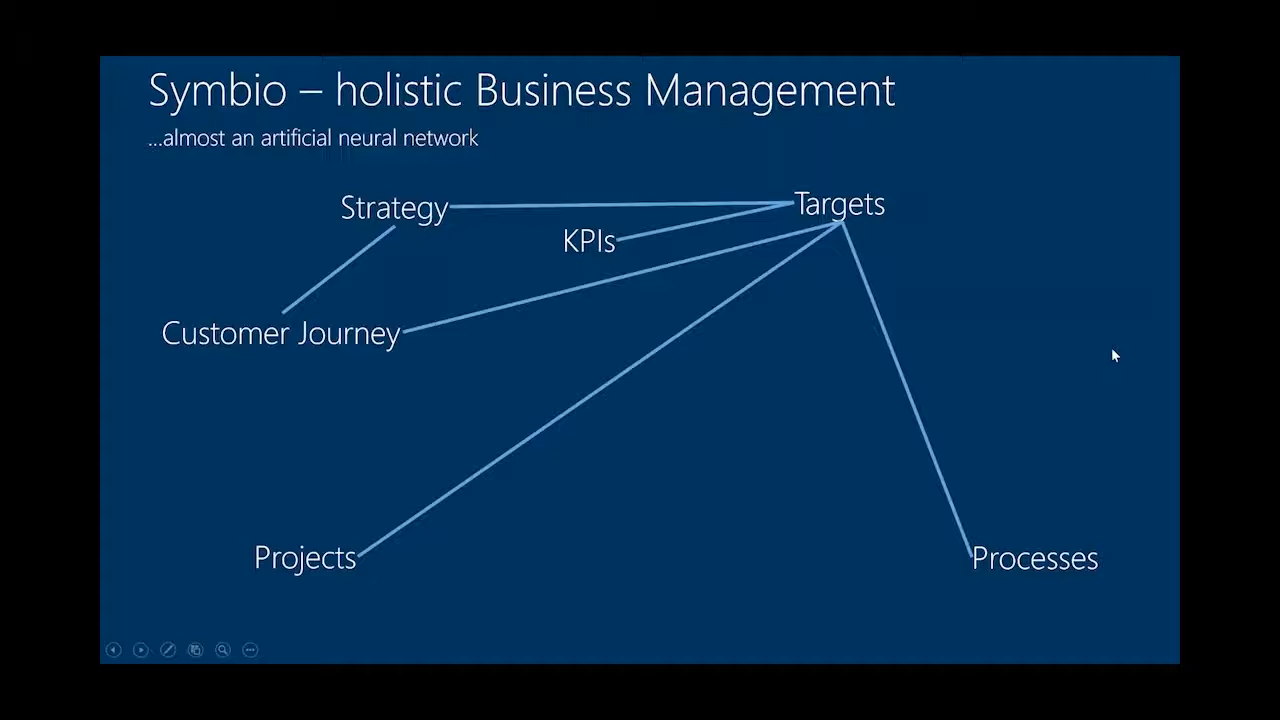 Symbio – holistic Business Management
...almost an artificial neural network
Strategy
Targets
KPIs
Customer Journey
Projects
Processes